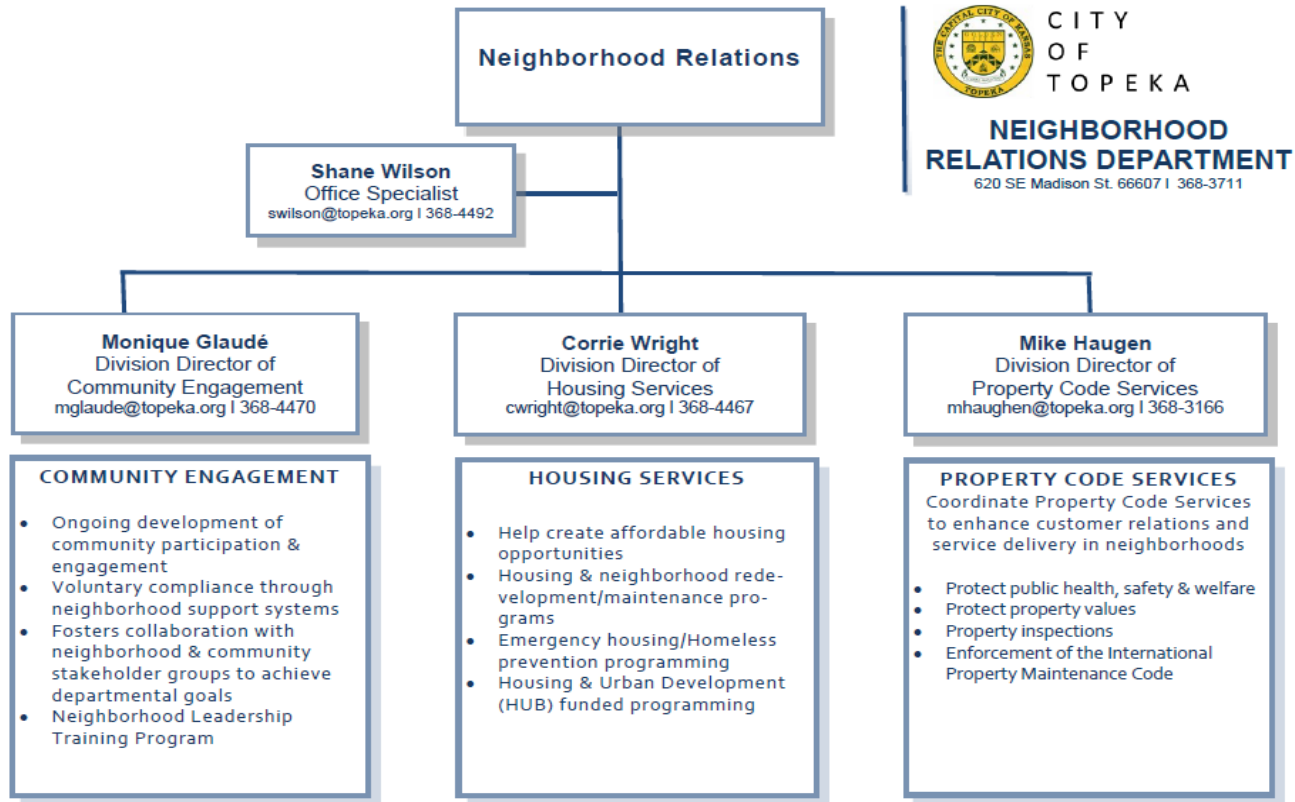 Neighborhood Relations
CITY
OF
TOPEKA
THE CAPITAL CITY OF KANSAS
TOPEKA
NEIGHBORHOOD
RELATIONS DEPARTMENT
620 SE Madison St. 66607 l 368-3711
Shane Wilson
Office Specialist
swilson@topeka.org l 368-4492
Monique Glaudé
Division Director of
Community Engagement
mglaude@topeka.org l 368-4470
Corrie Wright
Division Director of
Housing Services
cwright@topeka.org l 368-4467
Mike Haugen
Division Director of
Property Code Services
mhaughen@topeka.org l 368-3166
COMMUNITY ENGAGEMENT
• Ongoing development of
community participation &
engagement
• Voluntary compliance through
neighborhood support systems
• Fosters collaboration with
neighborhood & community
stakeholder groups to achieve
departmental goals
• Neighborhood Leadership
Training Program
HOUSING SERVICES
• Help create affordable housing
opportunities
• Housing & neighborhood rede-
velopment/maintenance pro-
grams
• Emergency housing/Homeless
prevention programming
• Housing & Urban Development
(HUB) funded programming
PROPERTY CODE SERVICES
Coordinate Property Code Services
to enhance customer relations and
service delivery in neighborhoods
• Protect public health, safety & welfare
• Protect property values
• Property inspections
• Enforcement of the International
Property Maintenance Code